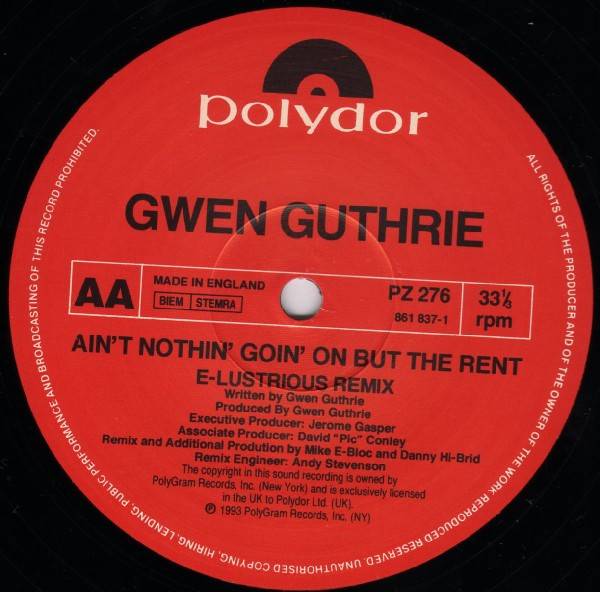 polydor
GWEN GUTHRIE
AA
MADE IN ENGLAND
BIEM STEMRA
PZ 276
861 837-1
33⅓
rpm
AIN'T NOTHIN' GOIN' ON BUT THE RENT
E-LUSTRIOUS REMIX
Written by Gwen Guthrie
Produced By Gwen Guthrie
Executive Producer: Jerome Gasper
Associate Producer: David "Pic" Conley
Remix and Additional Prodution by Mike E-Bloc and Danny Hi-Brid
Remix Engineer: Andy Stevenson
The copyright in this sound recording is owned by
PolyGram Records, Inc. (New York) and is exclusively licensed
in the UK to Polydor Ltd. (UK).
℗ 1993 PolyGram Records, Inc. (NY)
ALL RIGHTS OF THE PRODUCER AND OF THE OWNER OF THE WORK REPRODUCED RESERVED. UNAUTHORISED COPYING, HIRING, LENDING, PUBLIC PERFORMANCE AND BROADCASTING OF THIS RECORD PROHIBITED.